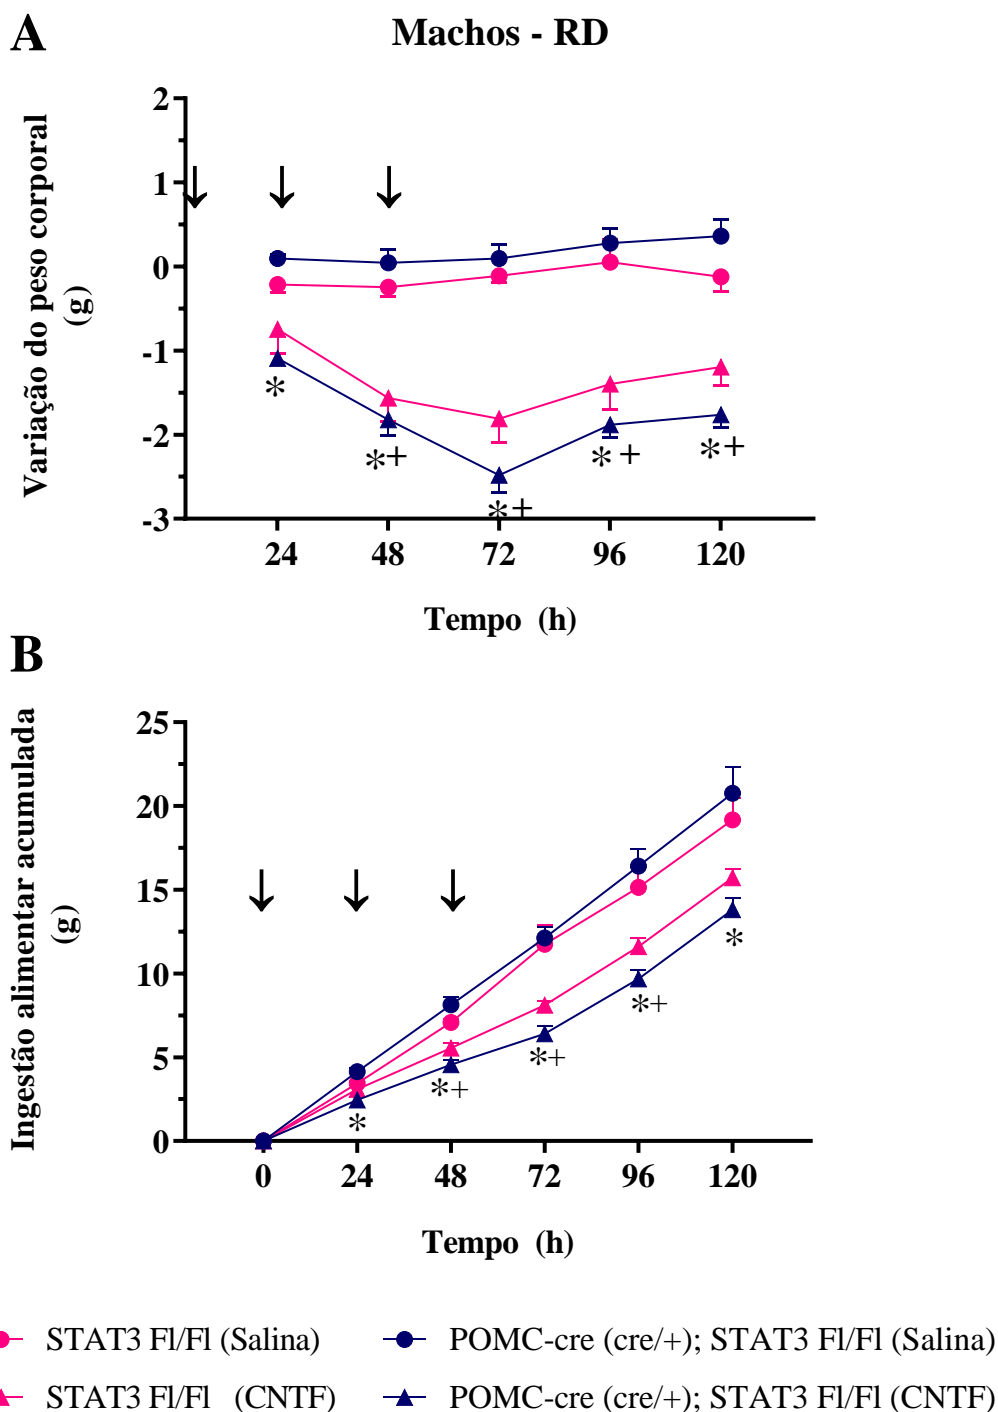 A
Machos - RD
Variação do peso corporal
(g)
2
1
0
-1
-2
-3
*
*+
*+
*+
*+
24 48 72 96 120
Tempo (h)
B
Ingestão alimentar acumulada
(g)
25
20
15
10
5
0
*
*+
*+
*+
*
0 24 48 72 96 120
Tempo (h)
STAT3 Fl/Fl (Salina) POMC-cre (cre/+); STAT3 Fl/Fl (Salina)
STAT3 Fl/Fl (CNTF) POMC-cre (cre/+); STAT3 Fl/Fl (CNTF)